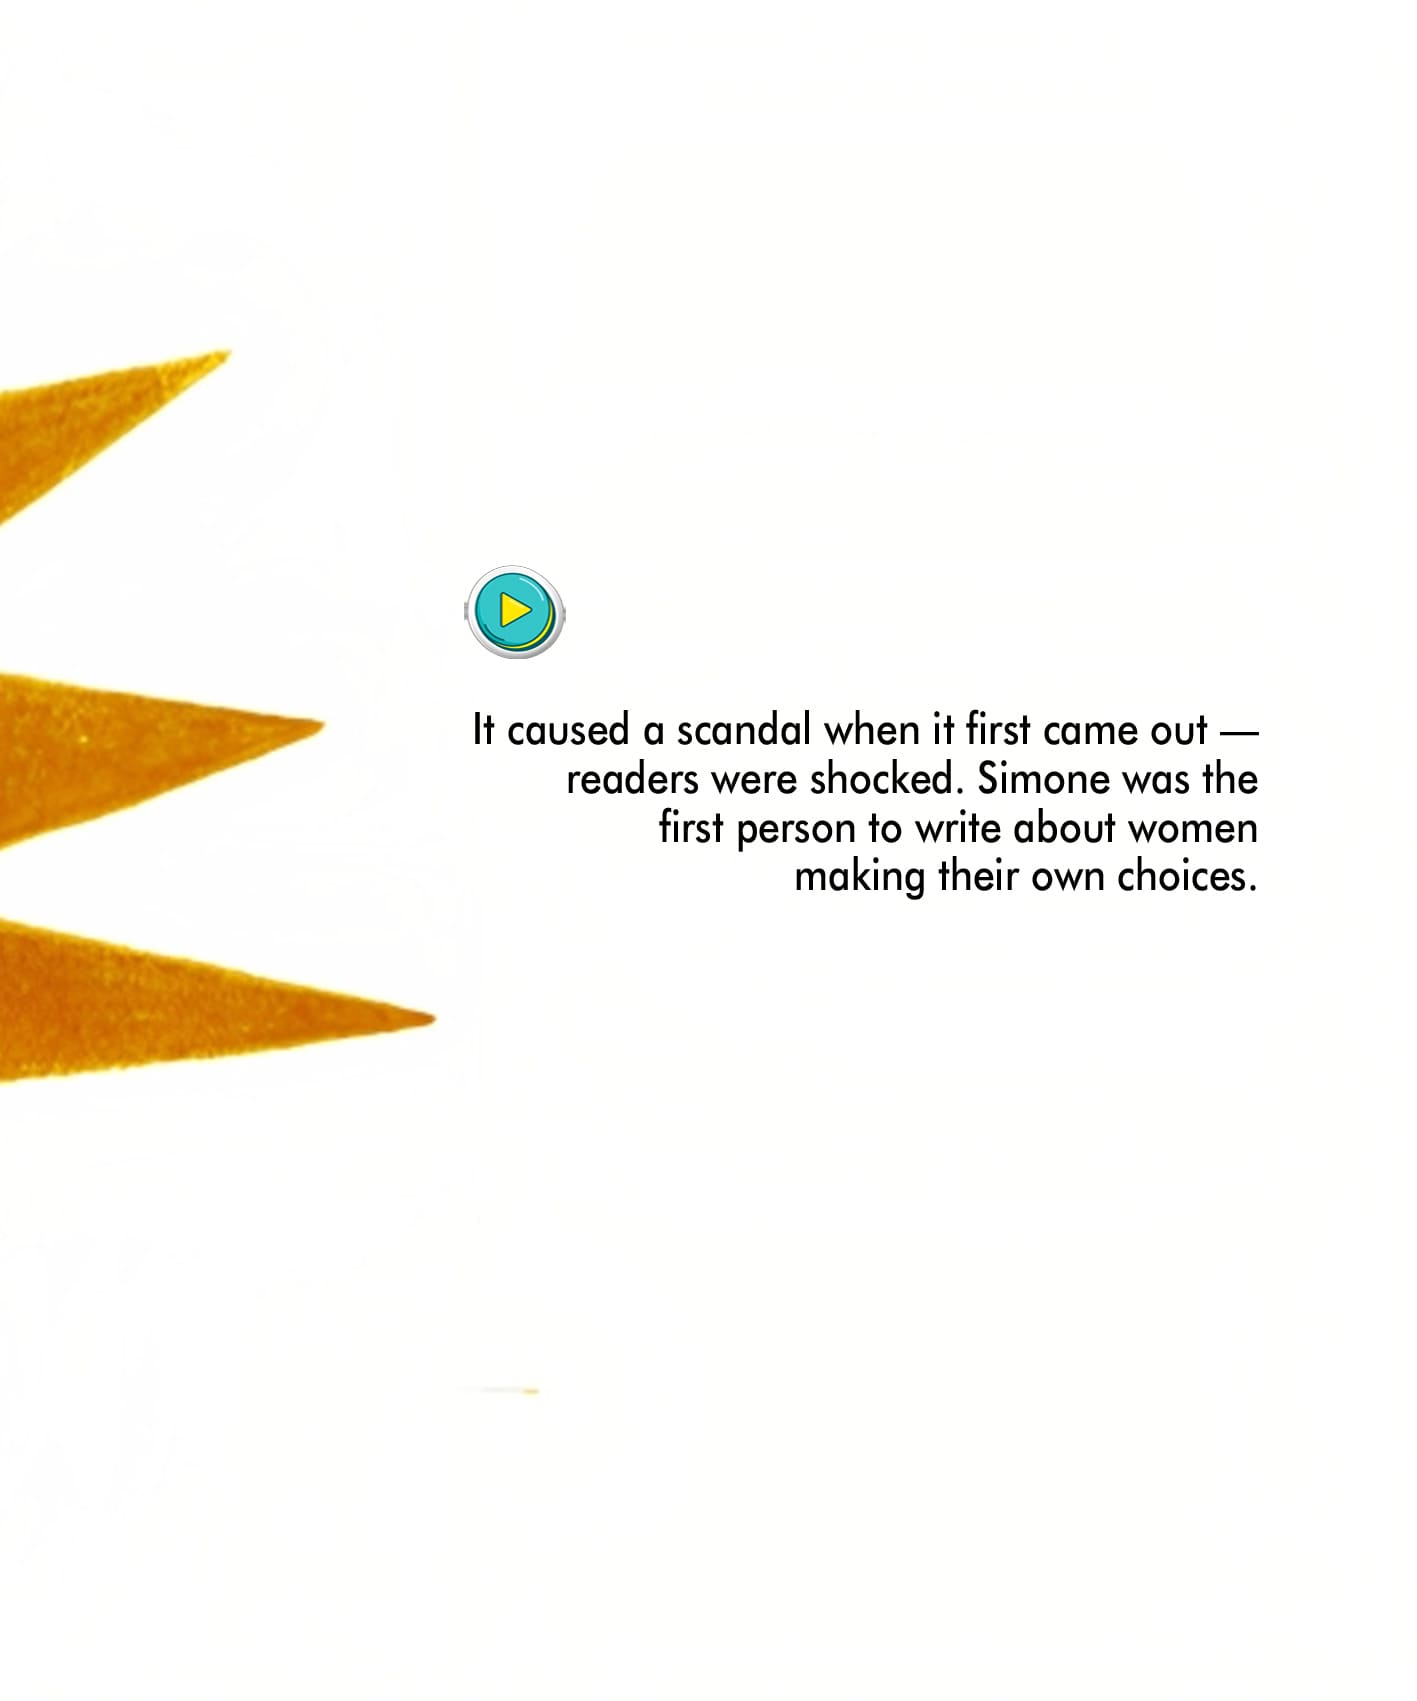 It caused a scandal when it first came out —
readers were shocked. Simone was the
first person to write about women
making their own choices.